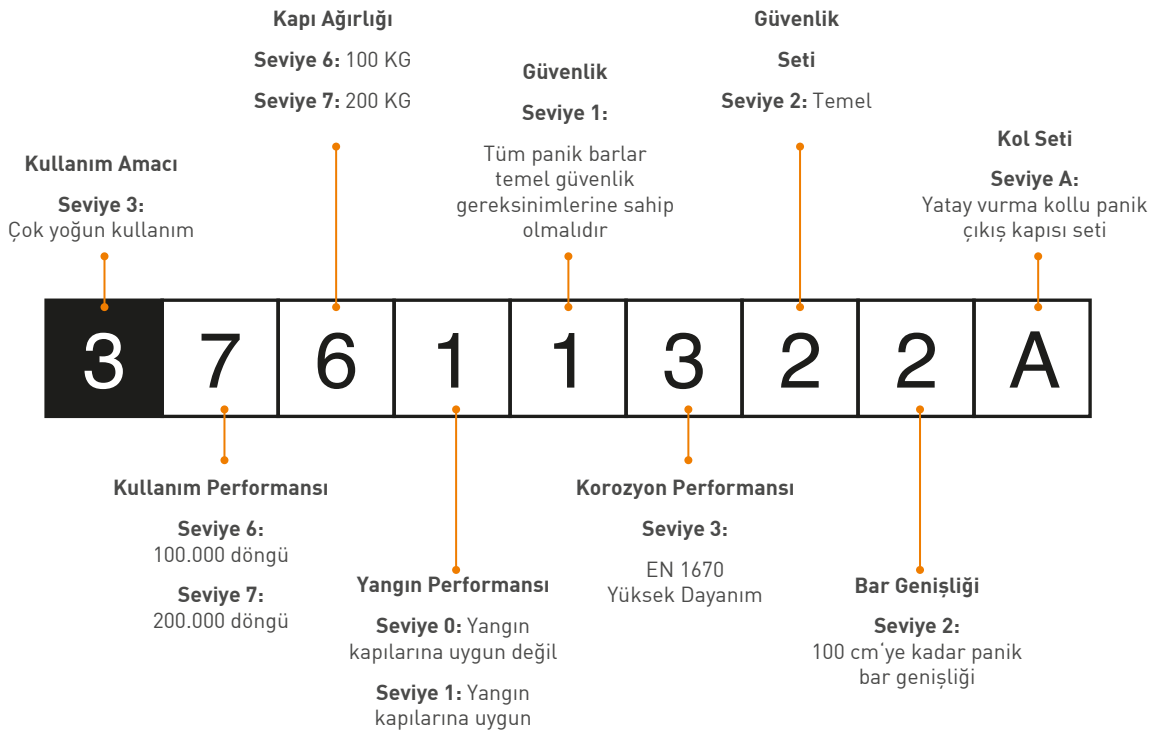 Kapı Ağırlığı
Seviye 6: 100 KG
Seviye 7: 200 KG
Güvenlik
Seti
Seviye 2: Temel
Güvenlik
Seviye 1:
Tüm panik barlar
temel güvenlik
gereksinimlerine sahip
olmalıdır
Kol Seti
Seviye A:
Yatay vurma kollu panik
çıkış kapısı seti
Kullanım Amacı
Seviye 3:
Çok yoğun kullanım
3 7 6 1 1 3 2 2 A
Kullanım Performansı
Seviye 6:
100.000 döngü
Seviye 7:
200.000 döngü
Yangın Performansı
Seviye 0: Yangın
kapılarına uygun değil
Seviye 1: Yangın
kapılarına uygun
Korozyon Performansı
Seviye 3:
EN 1670
Yüksek Dayanım
Bar Genişliği
Seviye 2:
100 cm‘ye kadar panik
bar genişliği